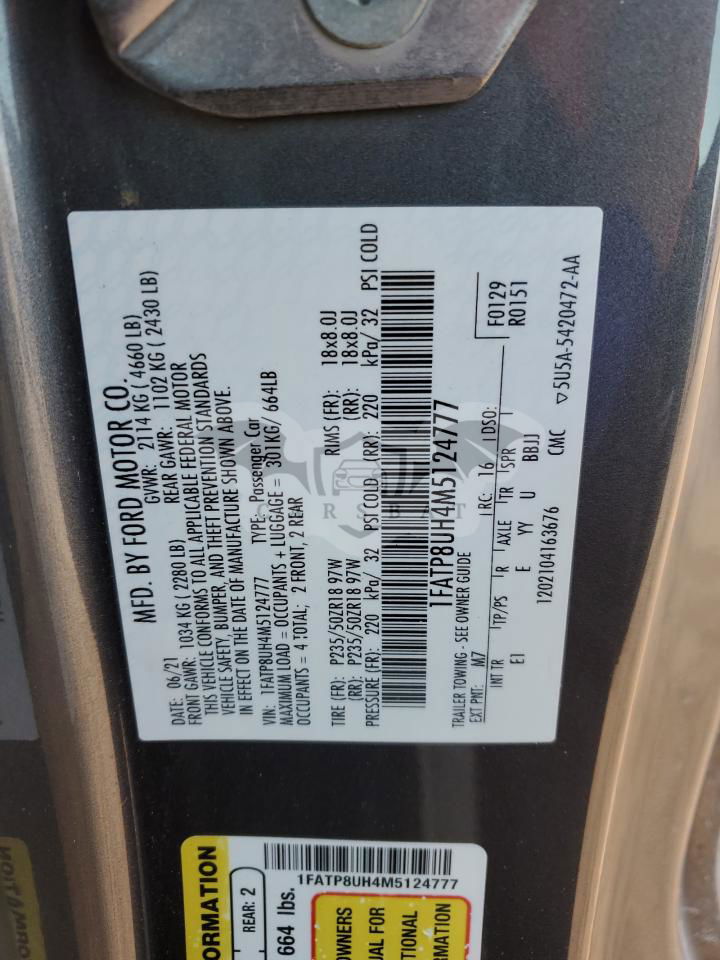 MFD. BY FORD MOTOR CO.
DATE: 06/21 GVWR: 2114 KG ( 4660 LB)
FRONT GAWR: 1034 KG ( 2280 LB) REAR GAWR: 1102 KG ( 2430 LB)
THIS VEHICLE CONFORMS TO ALL APPLICABLE FEDERAL MOTOR
VEHICLE SAFETY, BUMPER, AND THEFT PREVENTION STANDARDS
IN EFFECT ON THE DATE OF MANUFACTURE SHOWN ABOVE.
VIN: 1FATP8UH4M5124777 TYPE: Passenger Car
MAXIMUM LOAD = OCCUPANTS + LUGGAGE = 301KG/ 664LB
OCCUPANTS = 4 TOTAL; 2 FRONT, 2 REAR
TIRE (FR): P235/50ZR18 97W RIMS (FR): 18x8.0J
(RR): P235/50ZR18 97W (RR): 18x8.0J
PRESSURE (FR): 220 kPa/ 32 PSI COLD (RR): 220 kPa/ 32 PSI COLD
1FATP8UH4M5124777
TRAILER TOWING - SEE OWNER GUIDE
EXT PNT: M7 RC: 16 DSO: F0129
R0151
INT TR TP/PS R AXLE TR SPR
E1 E YY U BBJJ
1202104163676 CMC ▽5U5A-5420472-AA
CARSBAT
1FATP8UH4M5124777
REAR: 2
664 lbs.